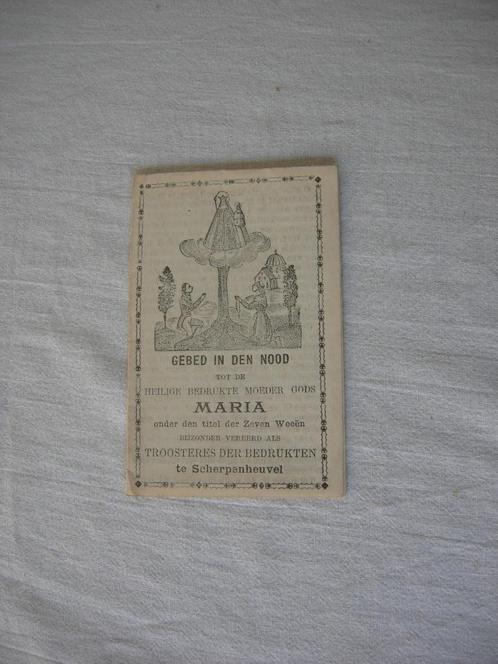 GEBED IN DEN NOOD
TOT DE
HEILIGE BEDRUKTE MOEDER GODS
MARIA
onder den titel der Zeven Weeën
BIJZONDER VEREERD ALS
TROOSTERES DER BEDRUKTEN
te Scherpenheuvel